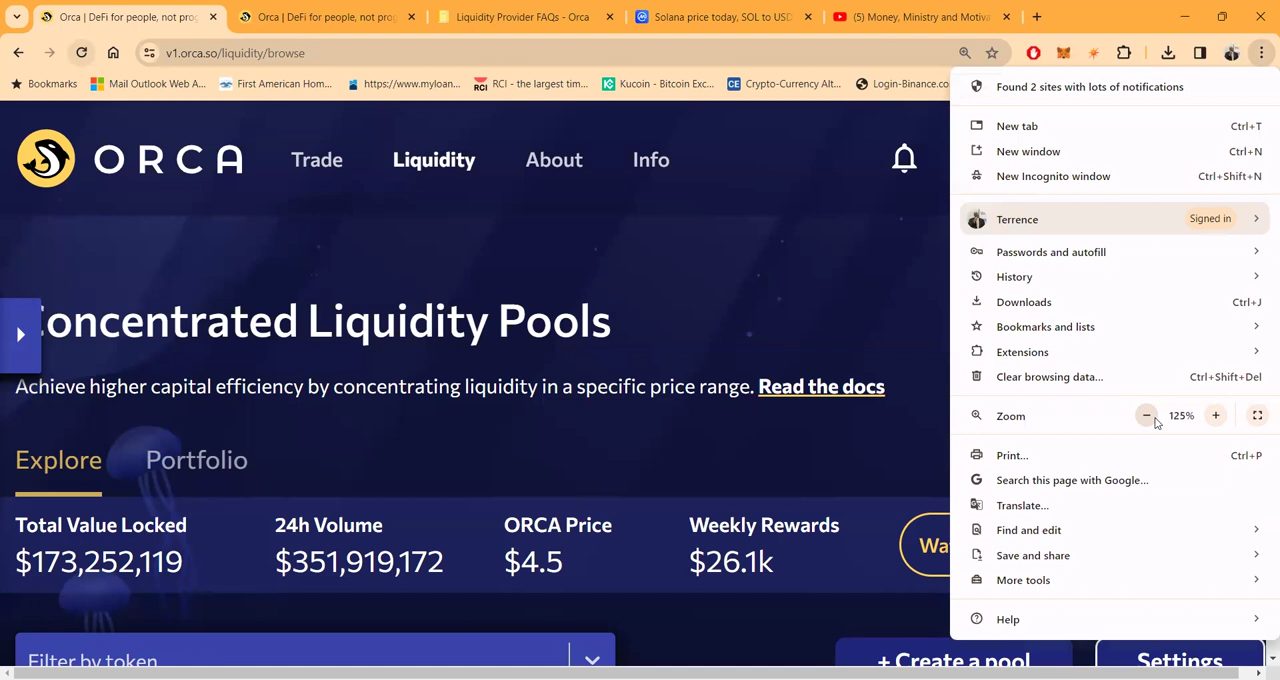 Orca | DeFi for people, not prog
Orca | DeFi for people, not prog
Liquidity Provider FAQs - Orca
Solana price today, SOL to USD
(5) Money, Ministry and Motiva
v1.orca.so/liquidity/browse
Bookmarks
Mail Outlook Web A...
First American Hom...
https://www.myloan...
RCI
RCI - the largest tim...
Kucoin - Bitcoin Exc...
CE
Crypto-Currency Alt...
Login-Binance.co
ORCA
Trade
Liquidity
About
Info
Concentrated Liquidity Pools
Achieve higher capital efficiency by concentrating liquidity in a specific price range. Read the docs
Explore
Portfolio
Total Value Locked
$173,252,119
24h Volume
$351,919,172
ORCA Price
$4.5
Weekly Rewards
$26.1k
Wa
Filter by token
+ Create a pool
Settings
Found 2 sites with lots of notifications
New tab Ctrl+T
New window Ctrl+N
New Incognito window Ctrl+Shift+N
Terrence Signed in
Passwords and autofill
History
Downloads Ctrl+J
Bookmarks and lists
Extensions
Clear browsing data... Ctrl+Shift+Del
Zoom − 125% +
Print... Ctrl+P
Search this page with Google...
Translate...
Find and edit
Save and share
More tools
Help